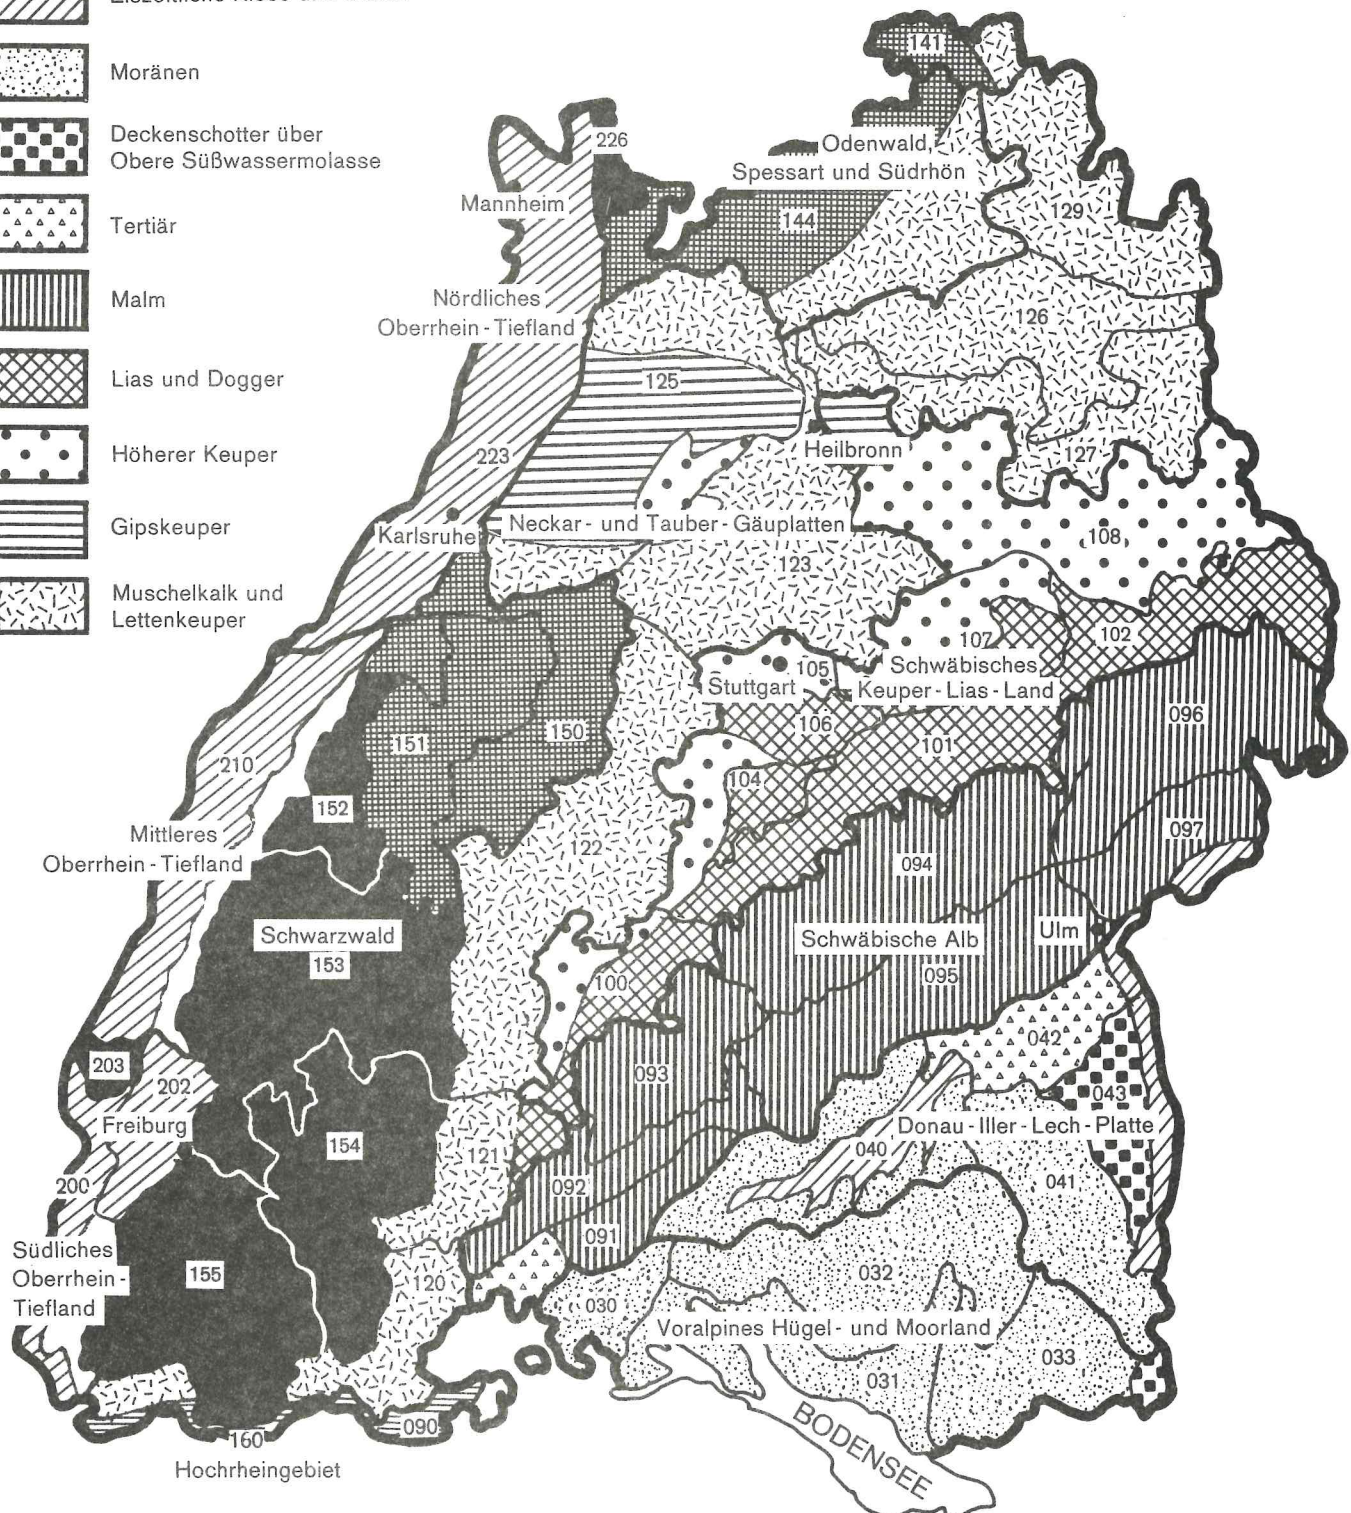 Moränen
Deckenschotter über
Obere Süßwassermolasse
Tertiär
Malm
Lias und Dogger
Höherer Keuper
Gipskeuper
Muschelkalk und
Lettenkeuper
141
226
Odenwald,
Spessart und Südrhön
Mannheim
129
144
Nördliches
Oberrhein - Tiefland
126
125
Heilbronn
127
223
Karlsruhe
Neckar - und Tauber - Gäuplatten
108
123
107
102
105
Schwäbisches
Keuper - Lias - Land
Stuttgart
096
106
150
151
101
210
104
152
097
Mittleres
Oberrhein - Tiefland
122
094
Schwarzwald
153
Schwäbische Alb
Ulm
095
100
042
203
202
093
043
Freiburg
Donau - Iller - Lech - Platte
154
121
040
041
200
092
091
Südliches
Oberrhein -
Tiefland
155
120
032
030
Voralpines Hügel - und Moorland
033
031
090
160
Hochrheingebiet
BODENSEE